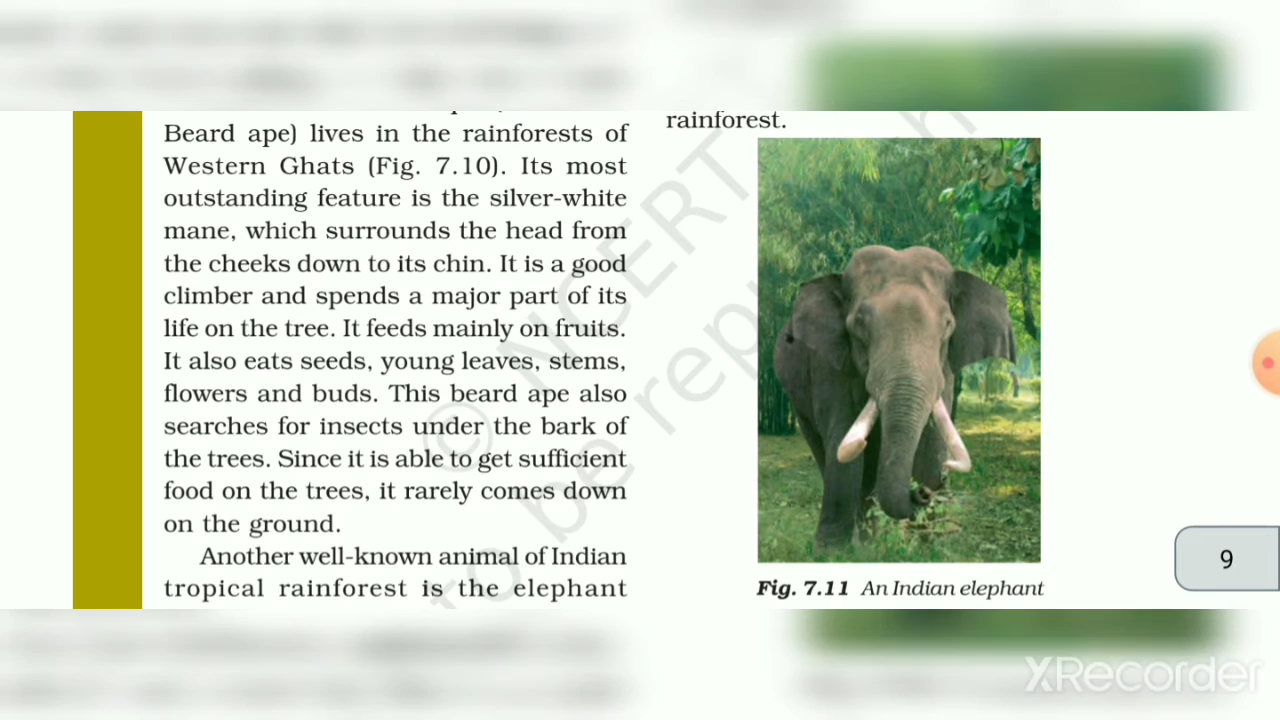 Beard ape) lives in the rainforests of
Western Ghats (Fig. 7.10). Its most
outstanding feature is the silver-white
mane, which surrounds the head from
the cheeks down to its chin. It is a good
climber and spends a major part of its
life on the tree. It feeds mainly on fruits.
It also eats seeds, young leaves, stems,
flowers and buds. This beard ape also
searches for insects under the bark of
the trees. Since it is able to get sufficient
food on the trees, it rarely comes down
on the ground.
Another well-known animal of Indian
tropical rainforest is the elephant
rainforest.
Fig. 7.11 An Indian elephant
© NCERT
to be repu
9
XRecorder